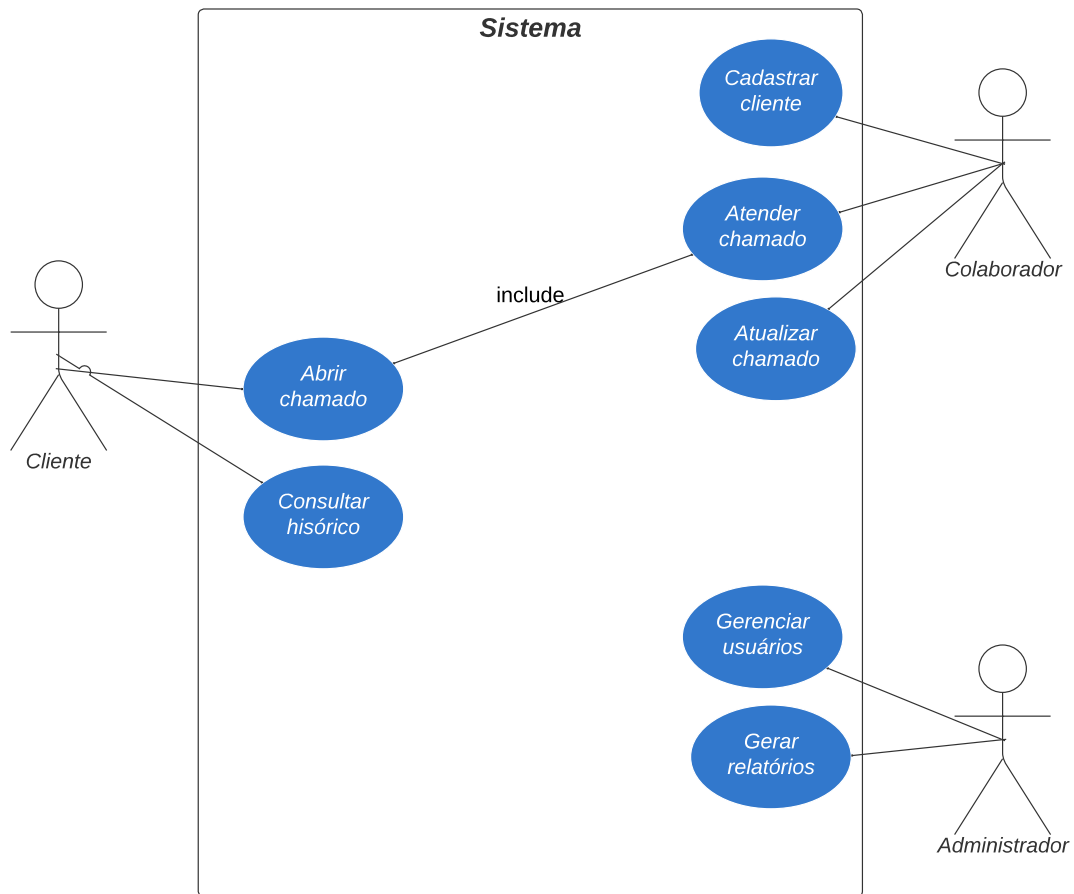 Sistema
Cadastrar
cliente
Atender
chamado
Colaborador
include
Atualizar
chamado
Abrir
chamado
Cliente
Consultar
hisórico
Gerenciar
usuários
Gerar
relatórios
Administrador